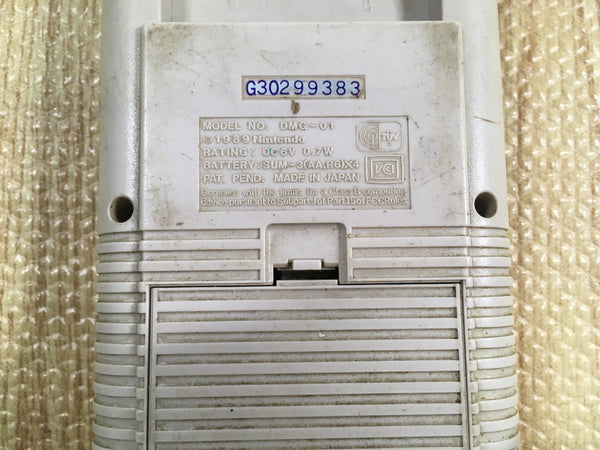 G30299383
MODEL NO. DMG-01
©1989 Nintendo
RATING: DC6V 0.7W
BATTERY:SUM-3(AA,R6)X4
PAT. PEND. MADE IN JAPAN
Complies with the limits for a Class B computing
device pursuant to Subpart J of Part 15 of FCC Rules.
TÜV
VCI